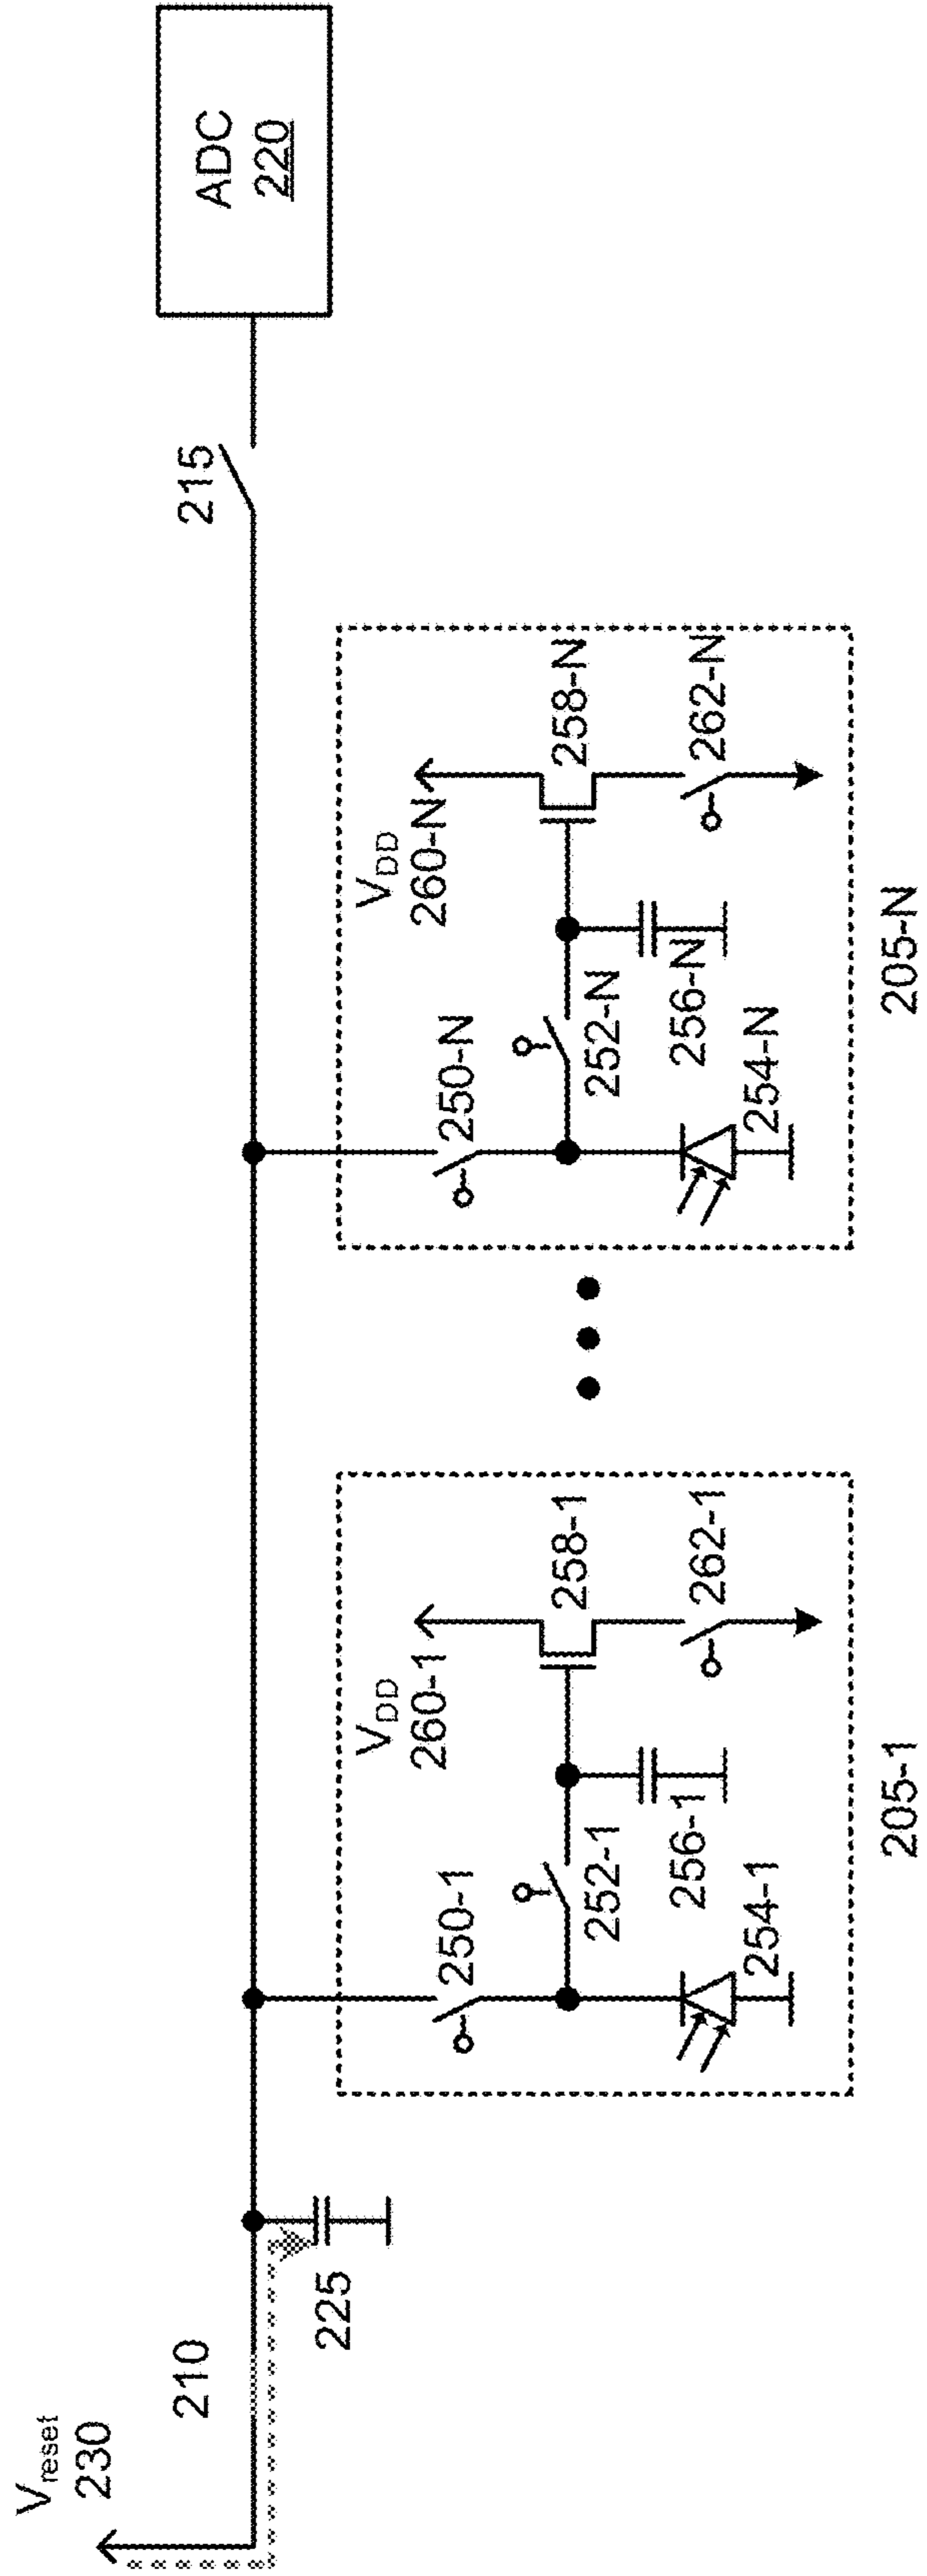 V_reset
230
210
225
ADC
220
215
V_DD
260-1
250-1
258-1
252-1
256-1
262-1
254-1
205-1
V_DD
260-N
250-N
258-N
252-N
256-N
262-N
254-N
205-N